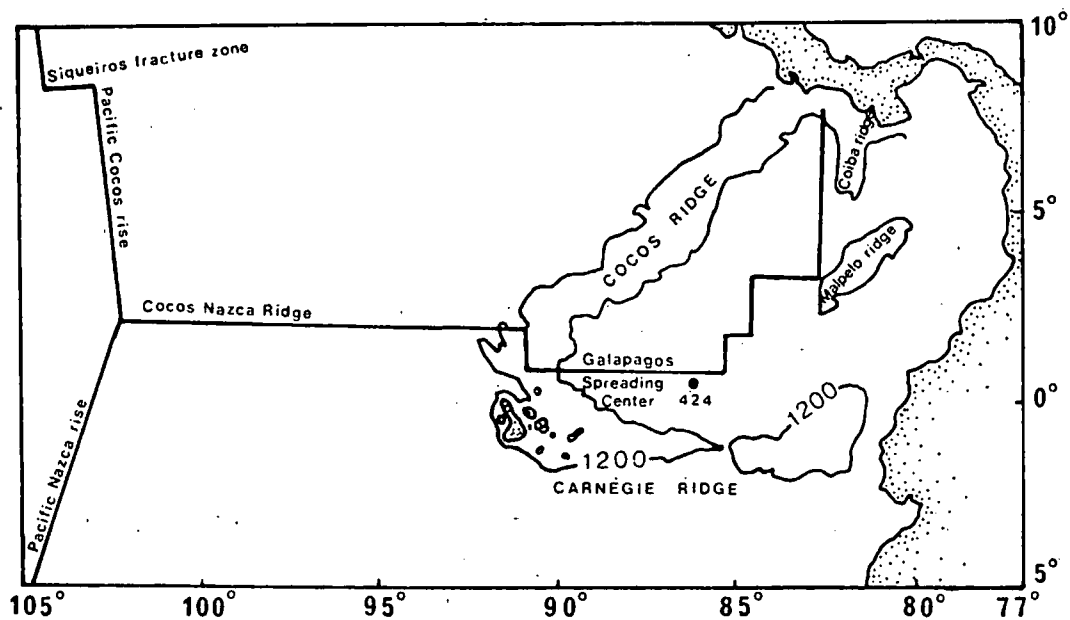 10°
Siqueiros fracture zone
Pacific Cocos rise
Coiba ridge
COCOS RIDGE
5°
Malpelo ridge
Cocos Nazca Ridge
Galapagos
Spreading
Center 424
0°
1200
1200
CARNEGIE RIDGE
Pacific Nazca rise
5°
105° 100° 95° 90° 85° 80° 77°